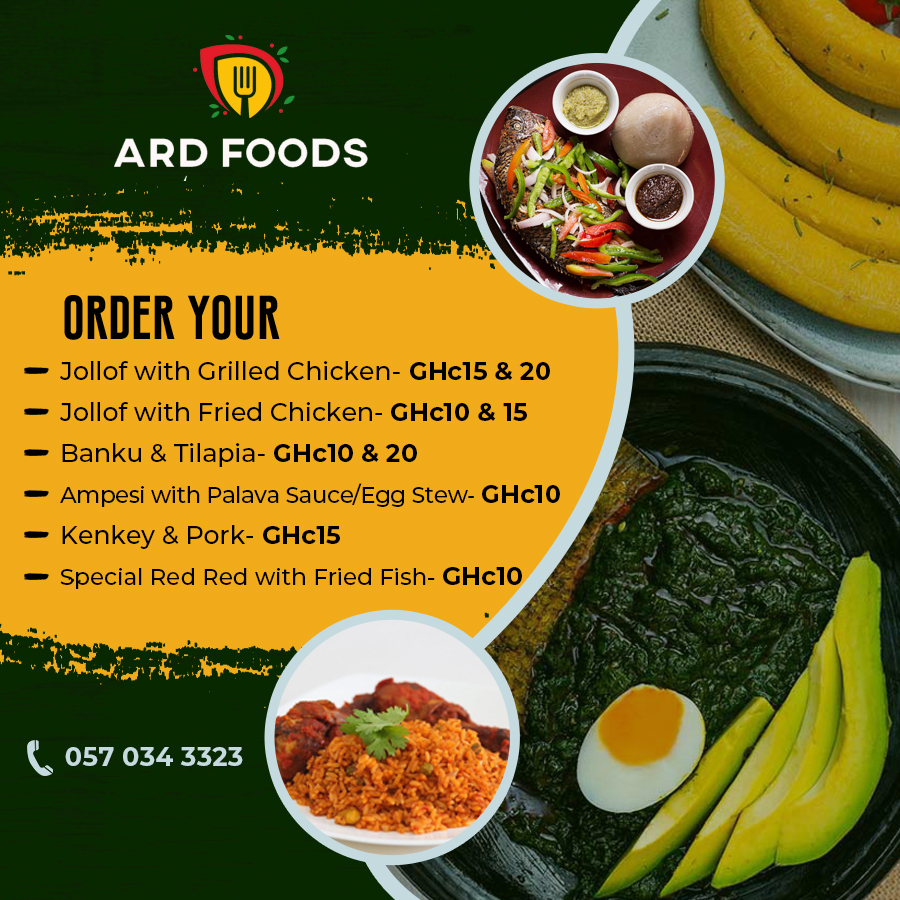 ARD FOODS
ORDER YOUR
Jollof with Grilled Chicken- GHc15 & 20
Jollof with Fried Chicken- GHc10 & 15
Banku & Tilapia- GHc10 & 20
Ampesi with Palava Sauce/Egg Stew- GHc10
Kenkey & Pork- GHc15
Special Red Red with Fried Fish- GHc10
057 034 3323